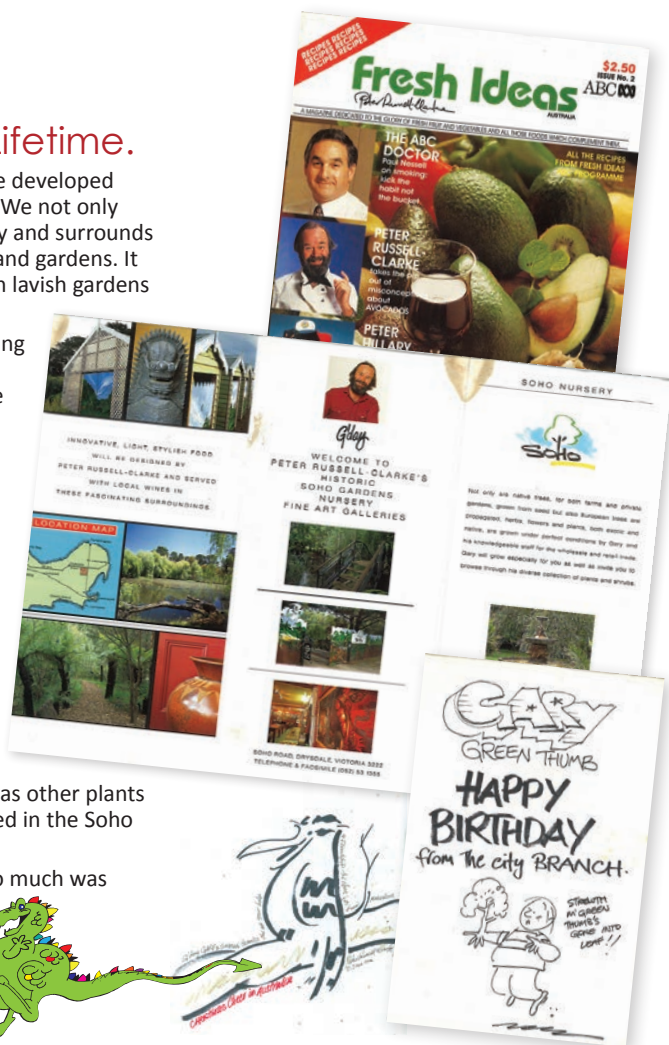 Lifetime.
e developed
We not only
y and surrounds
and gardens. It
n lavish gardens
ng
e
as other plants
ed in the Soho
o much was
RECIPES RECIPES
RECIPES RECIPES
RECIPES RECIPES
$2.50
ISSUE No. 2
Fresh Ideas
AUSTRALIA
ABC
Peter Russell-Clarke
A MAGAZINE DEDICATED TO THE GLORY OF FRESH FRUIT AND VEGETABLES AND ALL THOSE FOODS WHICH COMPLEMENT THEM.
THE ABC
DOCTOR
Paul Nessell
on smoking:
kick the
habit not
the bucket.
ALL THE RECIPES
FROM FRESH IDEAS
PROGRAMME
PETER
RUSSELL-
CLARKE
takes the
out of
misconcep
about
AVOCADOS
PETER
HILLARY
INNOVATIVE, LIGHT, STYLISH FOOD
WILL BE DESIGNED BY
PETER RUSSELL-CLARKE AND SERVED
WITH LOCAL WINES IN
THESE FASCINATING SURROUNDINGS
LOCATION MAP
G'day
WELCOME TO
PETER RUSSELL-CLARKE'S
HISTORIC
SOHO GARDENS
NURSERY
FINE ART GALLERIES
SOHO ROAD, DRYSDALE, VICTORIA 3222
TELEPHONE & FACSIMILE (052) 53 1555
SOHO NURSERY
SoHo
Not only are native trees, for both farms and private
gardens, grown from seed but also European trees are
propagated, herbs, flowers and plants, both exotic and
native, are grown under perfect conditions by Gary and
his knowledgeable staff for the wholesale and retail trade.
Gary will grow especially for you as well as invite you to
browse through his diverse collection of plants and shrubs.
GARY
GREEN THUMB
HAPPY
BIRTHDAY
from The city BRANCH.
STREWTH
M'GREEN
THUMB'S
GONE INTO
LEAF!!
Christmas Cheer in Australia